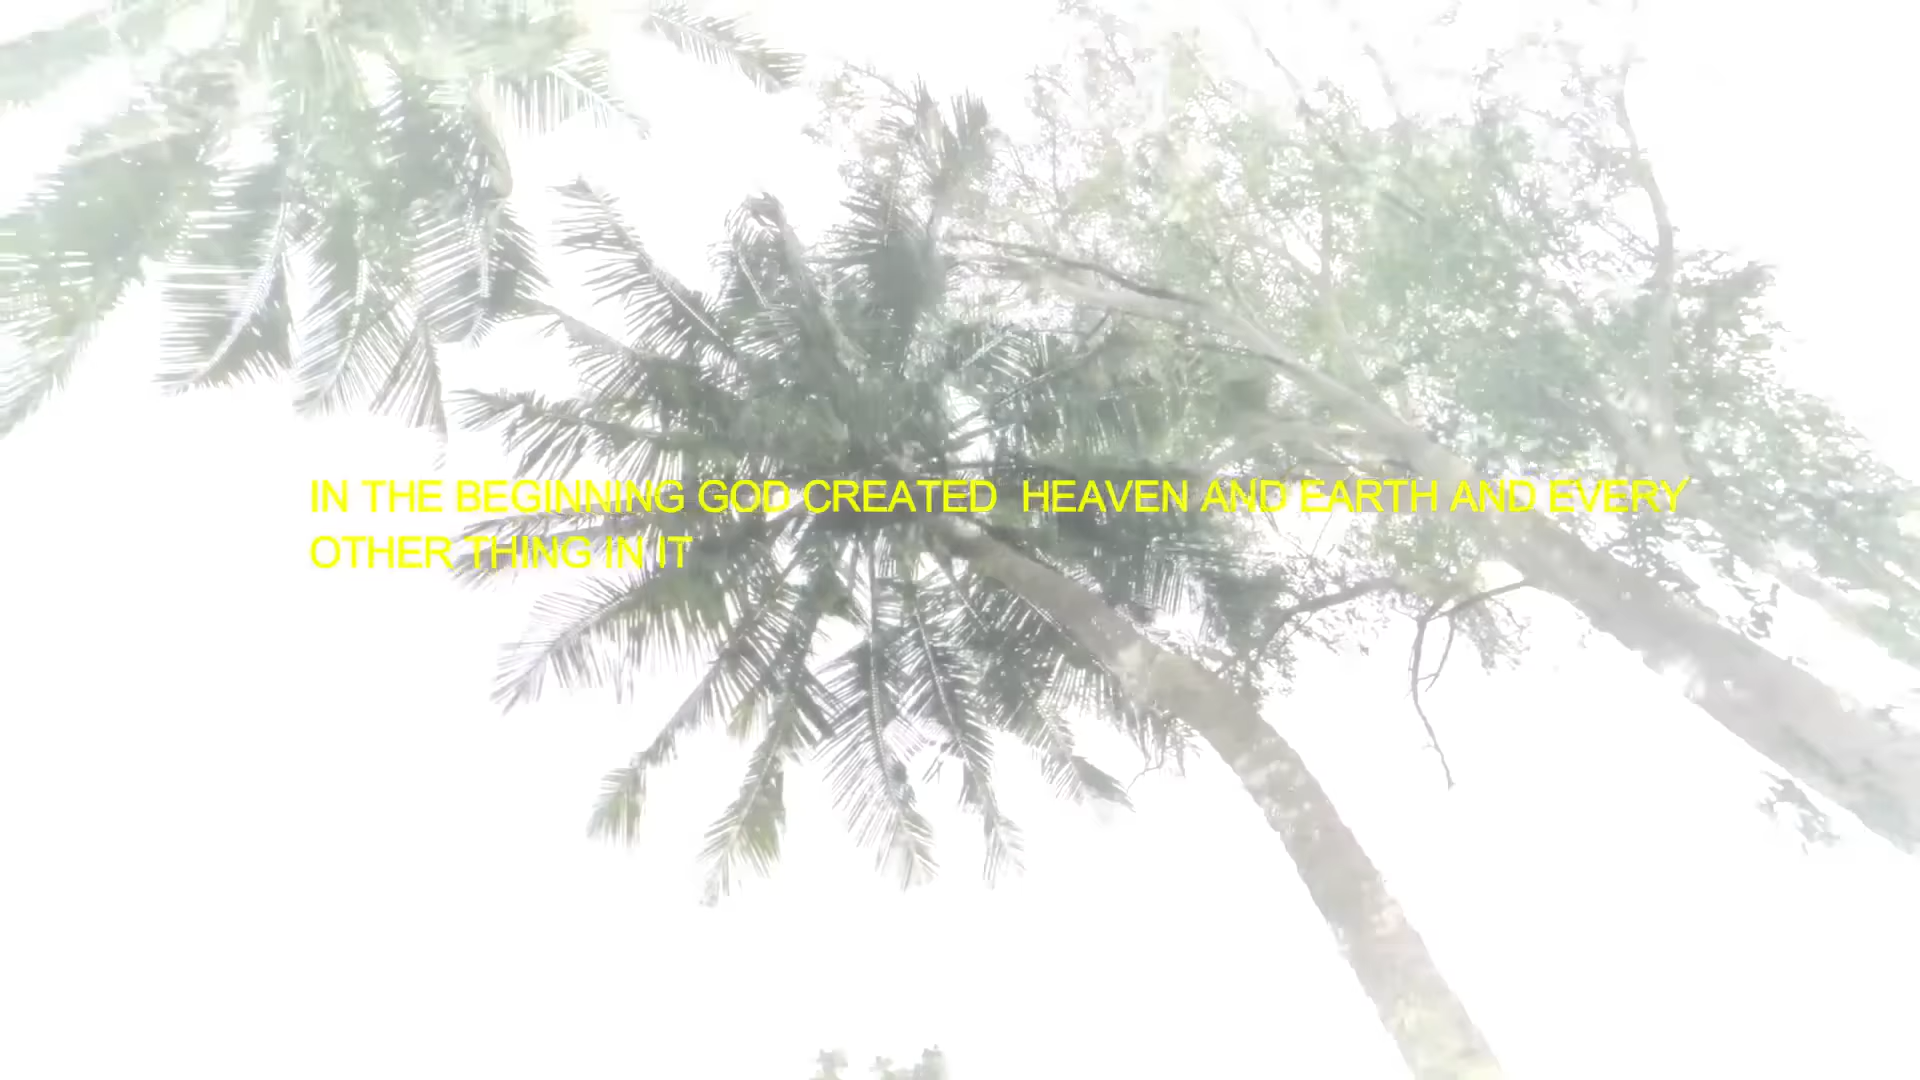 IN THE BEGINNING GOD CREATED  HEAVEN AND EARTH AND EVERY
OTHER THING IN IT